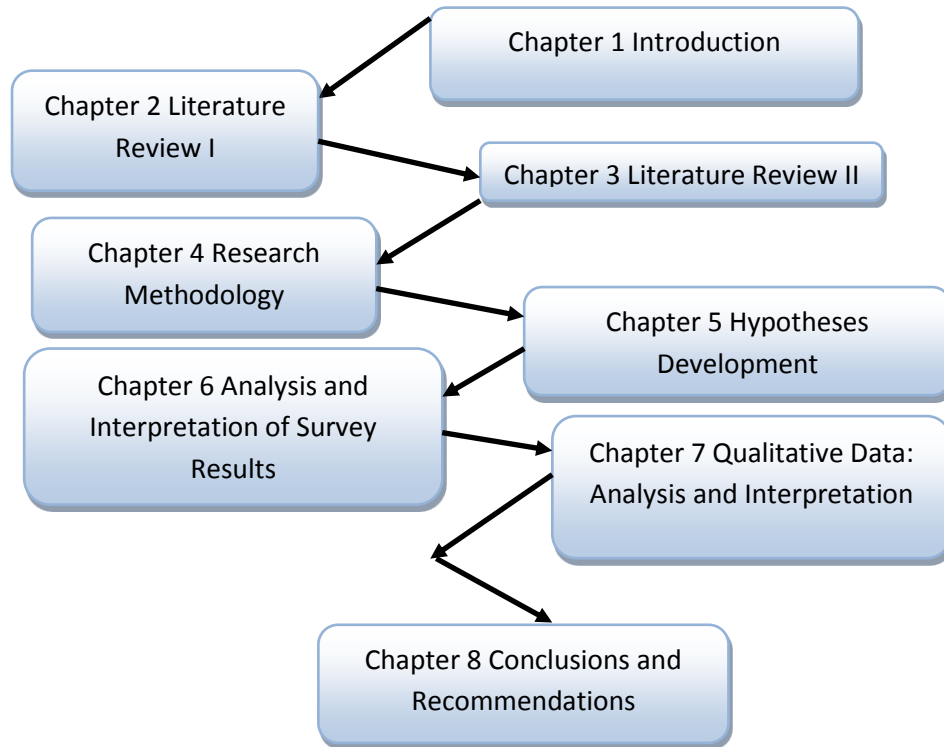 Chapter 1 Introduction
Chapter 2 Literature
Review I
Chapter 3 Literature Review II
Chapter 4 Research
Methodology
Chapter 5 Hypotheses
Development
Chapter 6 Analysis and
Interpretation of Survey
Results
Chapter 7 Qualitative Data:
Analysis and Interpretation
Chapter 8 Conclusions and
Recommendations